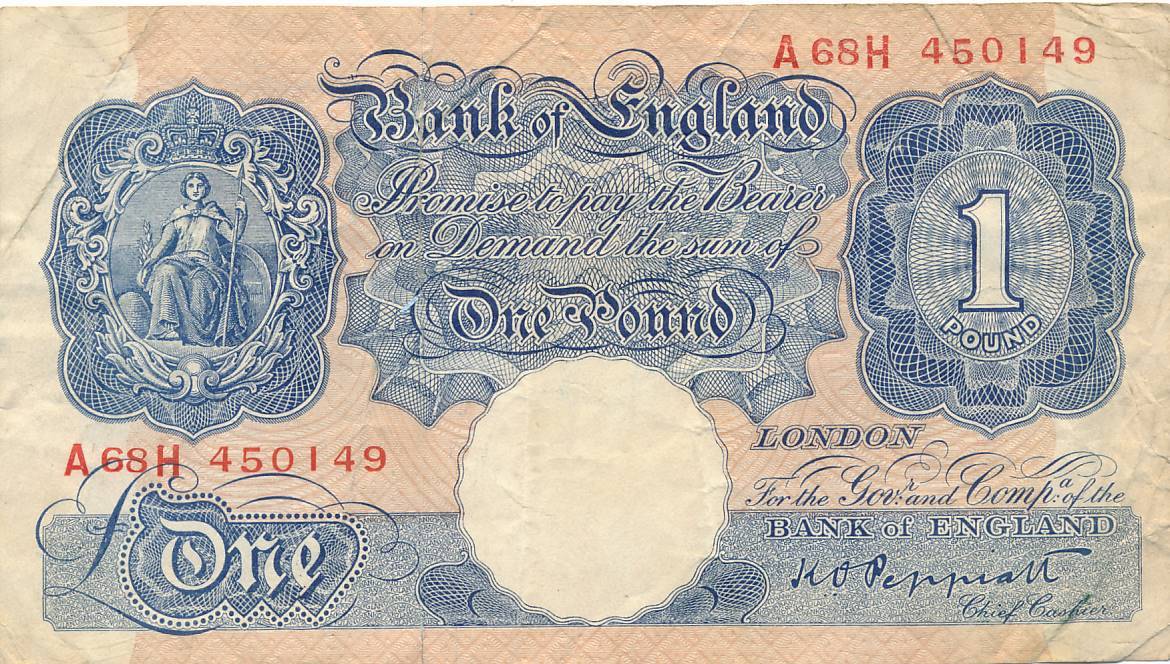 A68H 450149
Bank of England
Promise to pay the Bearer
on Demand the sum of
One Pound
1
POUND
A68H 450149
£One
LONDON
For the Govr. and Compa. of the
BANK of ENGLAND
K O Peppiatt
Chief Cashier.